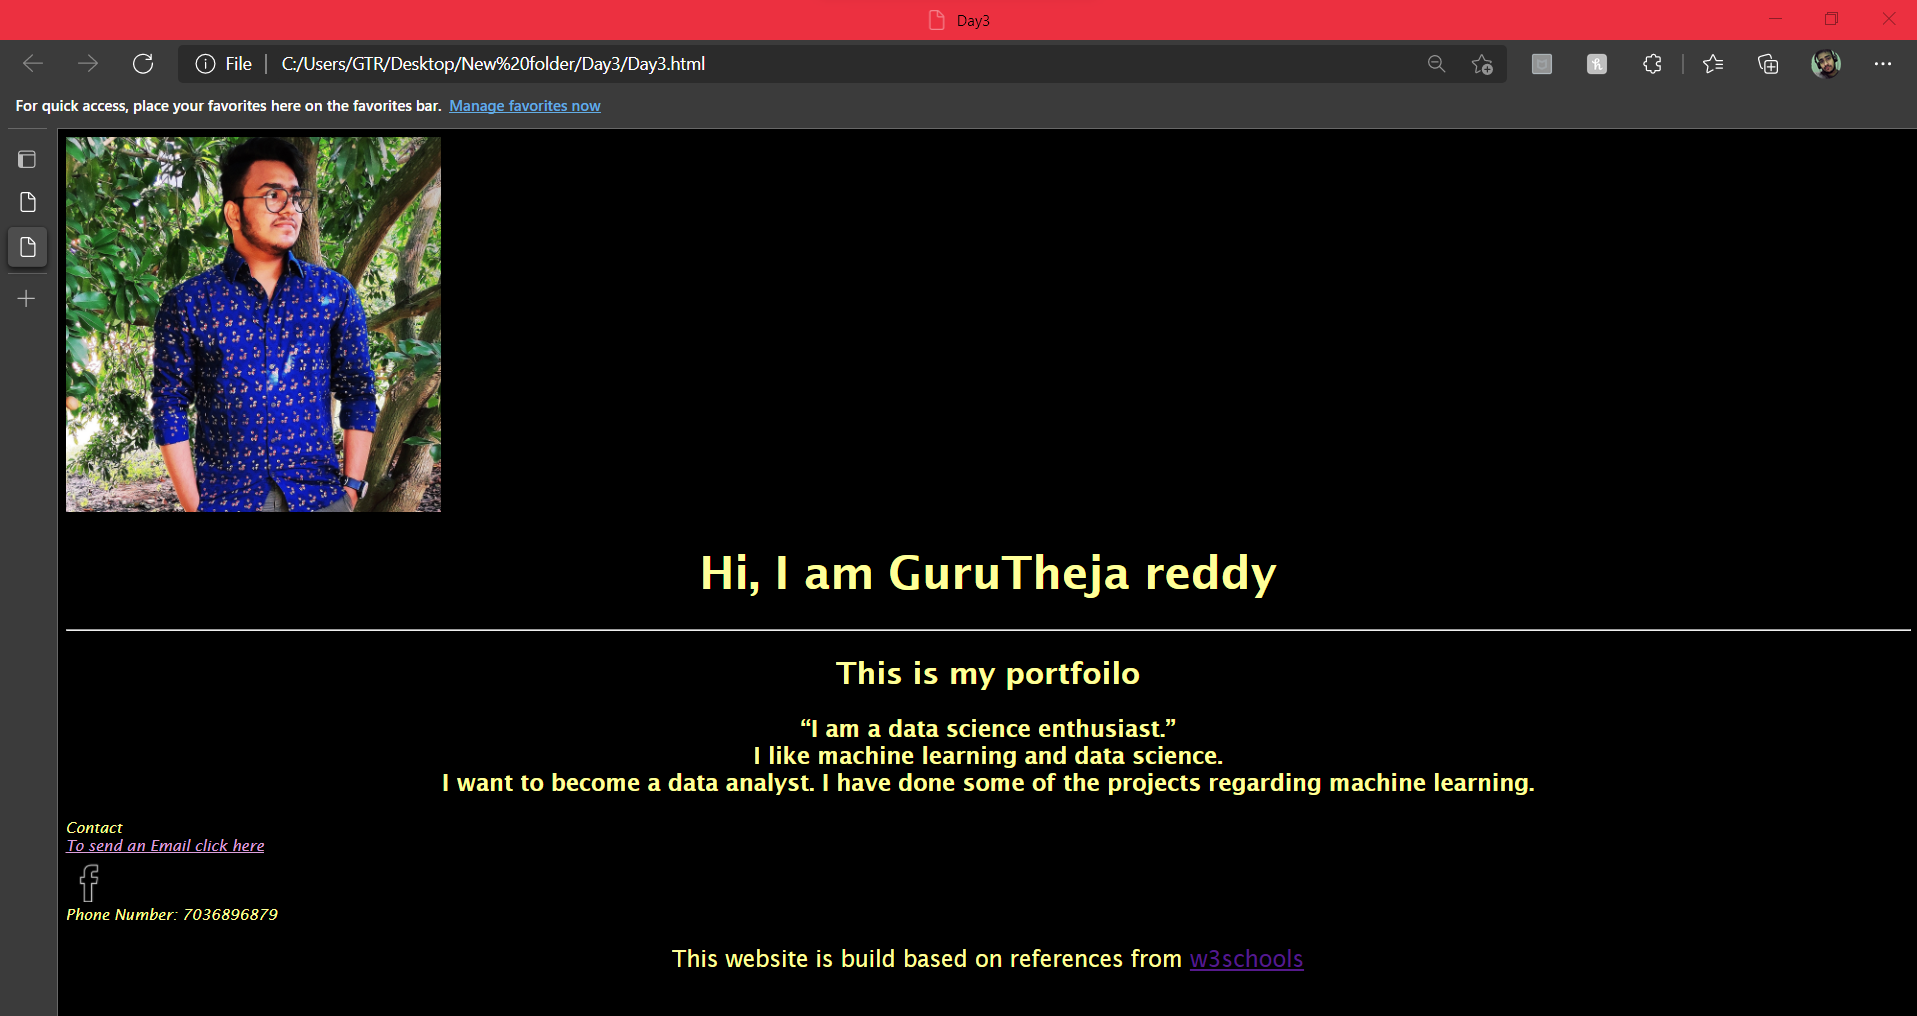 Day3
File
C:/Users/GTR/Desktop/New%20folder/Day3/Day3.html
For quick access, place your favorites here on the favorites bar. Manage favorites now
Hi, I am GuruTheja reddy
This is my portfoilo
“I am a data science enthusiast.”
I like machine learning and data science.
I want to become a data analyst. I have done some of the projects regarding machine learning.
Contact
To send an Email click here
Phone Number: 7036896879
This website is build based on references from w3schools